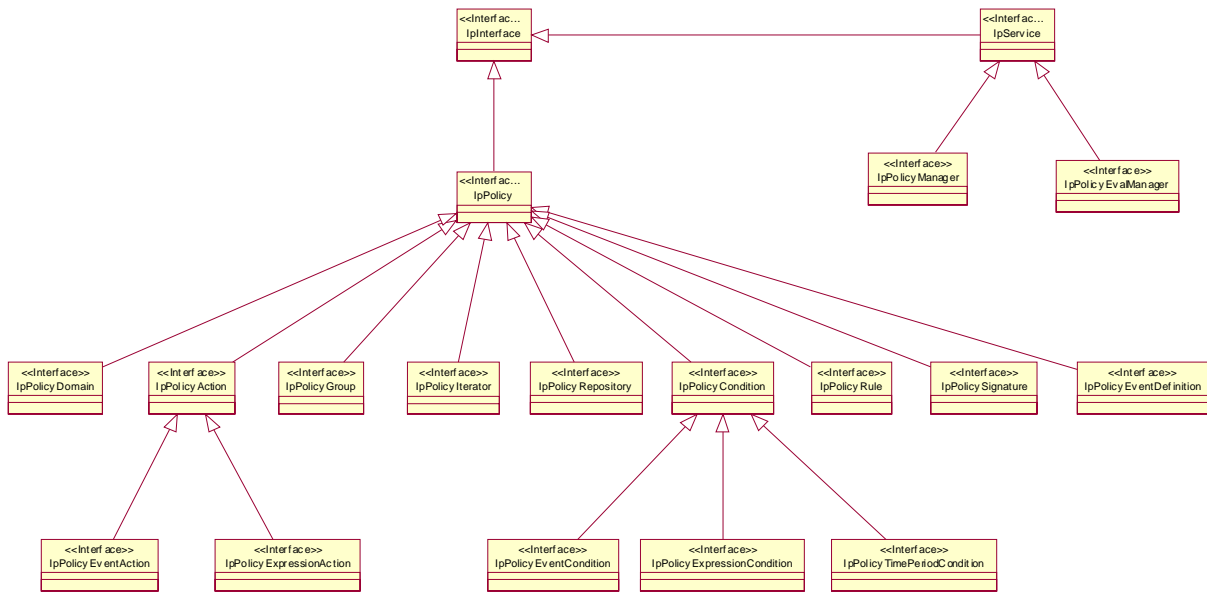 <<Interfac...
IpInterface
<<Interfac...
IpService
<<Interface>>
IpPolicyManager
<<Interface>>
IpPolicyEvalManager
<<Interfac...
IpPolicy
<<Interface>>
IpPolicyDomain
<<Interface>>
IpPolicyAction
<<Interface>>
IpPolicyGroup
<<Interface>>
IpPolicyIterator
<<Interface>>
IpPolicyRepository
<<Interface>>
IpPolicyCondition
<<Interface>>
IpPolicyRule
<<Interface>>
IpPolicySignature
<<Interface>>
IpPolicyEventDefinition
<<Interface>>
IpPolicyEventAction
<<Interface>>
IpPolicyExpressionAction
<<Interface>>
IpPolicyEventCondition
<<Interface>>
IpPolicyExpressionCondition
<<Interface>>
IpPolicyTimePeriodCondition